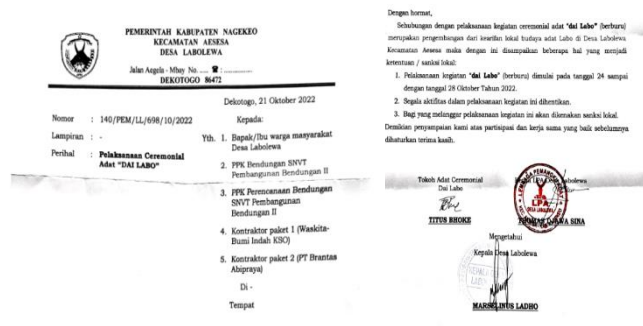 PEMERINTAH KABUPATEN NAGEKEO
KECAMATAN AESESA
DESA LABOLEWA
Jalan Aegela - Mbay No. .... ☎ : ..............
DEKOTOGO 86472
Dekotogo, 21 Oktober 2022
Nomor : 140/PEM/LL/698/10/2022
Lampiran : -
Perihal : Pelaksanaan Ceremonial
Adat "DAI LABO"
Kepada:
Yth. 1. Bapak/Ibu warga masyarakat
Desa Labolewa
2. PPK Bendungan SNVT
Pembangunan Bendungan II
3. PPK Perencanaan Bendungan
SNVT Pembangunan
Bendungan II
4. Kontraktor paket 1 (Waskita-
Bumi Indah KSO)
5. Kontraktor paket 2 (PT Brantas
Abipraya)
Di -
Tempat
Dengan hormat,
Sehubungan dengan pelaksanaan kegiatan ceremonial adat "dai Labo" (berburu)
merupakan pengembangan dari kearifan lokal budaya adat Labo di Desa Labolewa
Kecamatan Aesesa maka dengan ini disampaikan beberapa hal yang menjadi
ketentuan / sanksi lokal:
1. Pelaksanaan kegiatan "dai Labo" (berburu) dimulai pada tanggal 24 sampai
dengan tanggal 28 Oktober Tahun 2022.
2. Segala aktifitas dalam pelaksanaan kegiatan ini dihentikan.
3. Bagi yang melanggar pelaksanaan kegiatan ini akan dikenakan sanksi lokal.
Demikian penyampaian kami atas partisipasi dan kerja sama yang baik sebelumnya
dihaturkan terima kasih.
Tokoh Adat Ceremonial
Dai Labo
TITUS BHOKE
LPA
DESA LABOLEWA
SINA
Mengetahui
Kepala Desa Labolewa
MARSELINUS LADHO